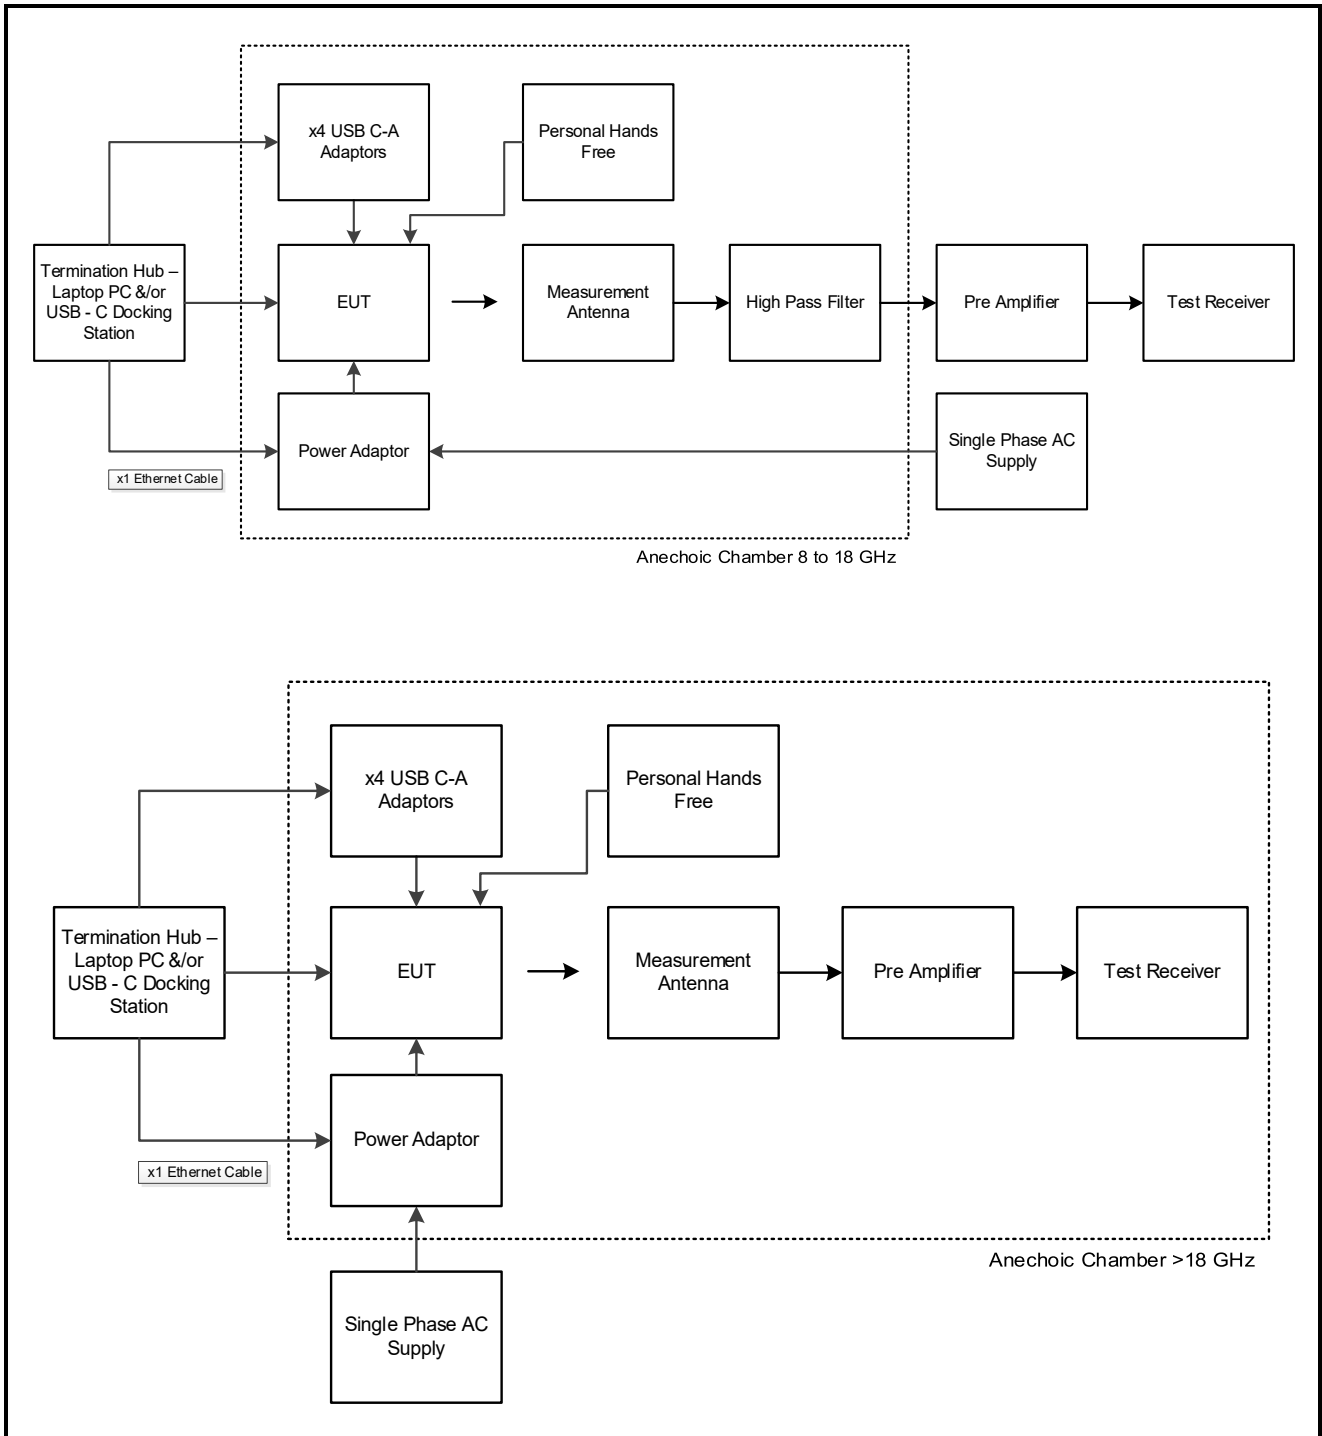 x4 USB C-A
Adaptors
Personal Hands
Free
Termination Hub –
Laptop PC &/or
USB - C Docking
Station
EUT
Measurement
Antenna
High Pass Filter
Pre Amplifier
Test Receiver
Power Adaptor
Single Phase AC
Supply
x1 Ethernet Cable
Anechoic Chamber 8 to 18 GHz
x4 USB C-A
Adaptors
Personal Hands
Free
Termination Hub –
Laptop PC &/or
USB - C Docking
Station
EUT
Measurement
Antenna
Pre Amplifier
Test Receiver
Power Adaptor
x1 Ethernet Cable
Anechoic Chamber >18 GHz
Single Phase AC
Supply